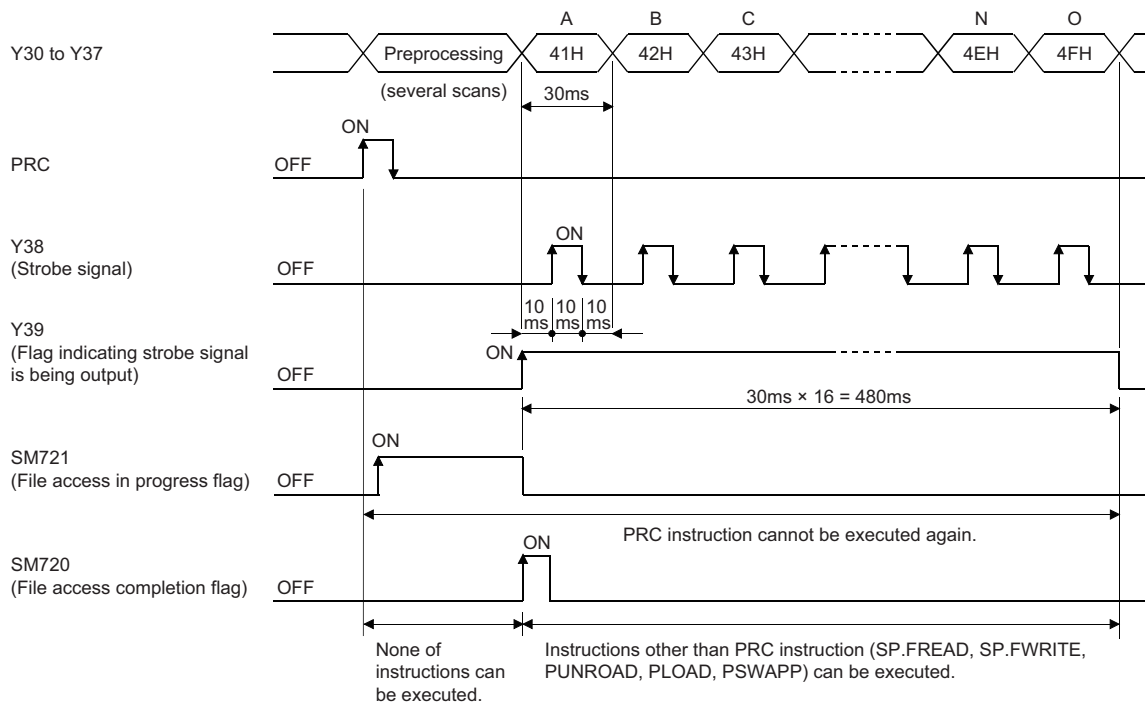 A B C N O
Y30 to Y37 Preprocessing 41H 42H 43H 4EH 4FH
(several scans) 30ms
ON
PRC OFF
Y38 ON
(Strobe signal) OFF
10 10 10
ms ms ms
Y39
(Flag indicating strobe signal ON
is being output) OFF
30ms × 16 = 480ms
SM721 ON
(File access in progress flag) OFF
PRC instruction cannot be executed again.
SM720 ON
(File access completion flag) OFF
None of
instructions can
be executed.
Instructions other than PRC instruction (SP.FREAD, SP.FWRITE,
PUNROAD, PLOAD, PSWAPP) can be executed.